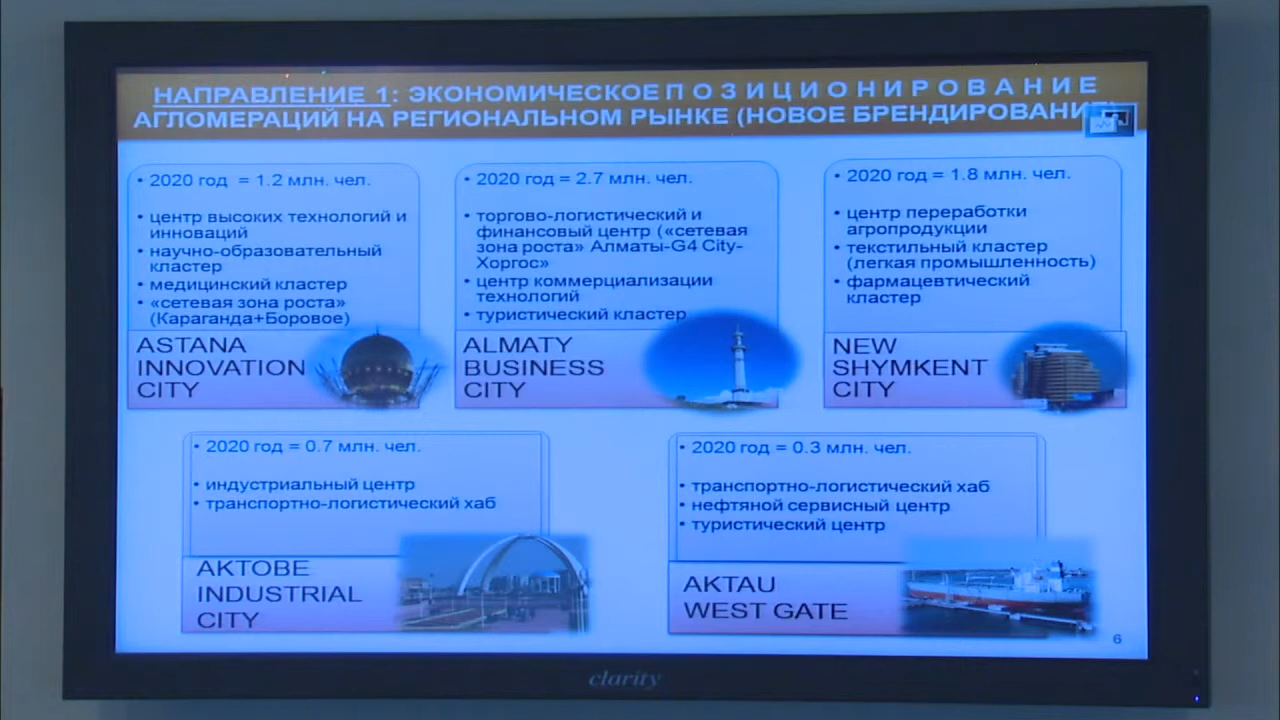 НАПРАВЛЕНИЕ 1: ЭКОНОМИЧЕСКОЕ П О З И Ц И О Н И Р О В А Н И Е
АГЛОМЕРАЦИЙ НА РЕГИОНАЛЬНОМ РЫНКЕ (НОВОЕ БРЕНДИРОВАНИ
• 2020 год = 1.2 млн. чел.
• центр высоких технологий и
инноваций
• научно-образовательный
кластер
• медицинский кластер
• «сетевая зона роста»
(Караганда+Боровое)
ASTANA
INNOVATION
CITY
• 2020 год = 2.7 млн. чел.
• торгово-логистический и
финансовый центр («сетевая
зона роста» Алматы-G4 City-
Хоргос»
• центр коммерциализации
технологий
• туристический кластер
ALMATY
BUSINESS
CITY
• 2020 год = 1.8 млн. чел.
• центр переработки
агропродукции
• текстильный кластер
(легкая промышленность)
• фармацевтический
кластер
NEW
SHYMKENT
CITY
• 2020 год = 0.7 млн. чел.
• индустриальный центр
• транспортно-логистический хаб
AKTOBE
INDUSTRIAL
CITY
• 2020 год = 0.3 млн. чел.
• транспортно-логистический хаб
• нефтяной сервисный центр
• туристический центр
AKTAU
WEST GATE
6
clarity